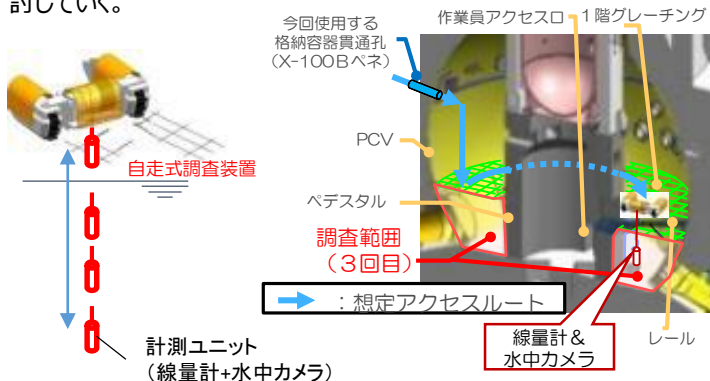 討していく。
今回使用する
格納容器貫通孔
(X-100Bペネ)
作業員アクセス口
1階グレーチング
PCV
自走式調査装置
ペデスタル
調査範囲
(3回目)
：想定アクセスルート
線量計＆
水中カメラ
レール
計測ユニット
(線量計+水中カメラ)